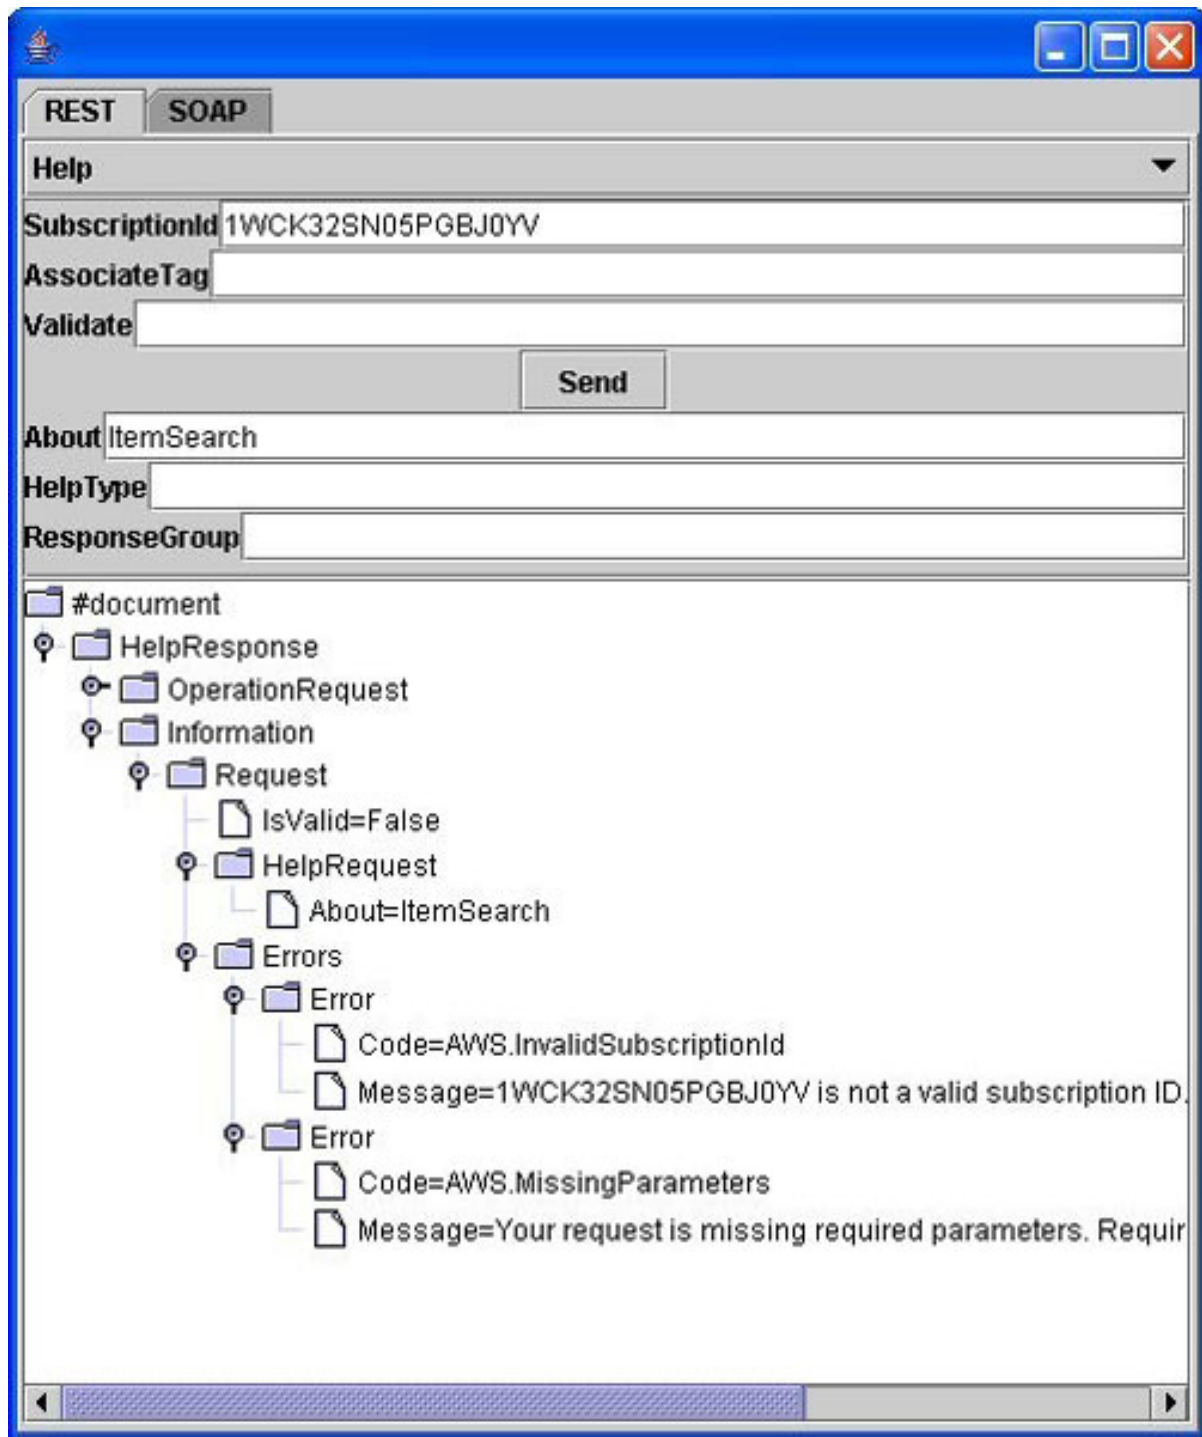 REST SOAP
Help
SubscriptionId 1WCK32SN05PGBJ0YV
AssociateTag
Validate
Send
About ItemSearch
HelpType
ResponseGroup
#document
HelpResponse
OperationRequest
Information
Request
IsValid=False
HelpRequest
About=ItemSearch
Errors
Error
Code=AWS.InvalidSubscriptionId
Message=1WCK32SN05PGBJ0YV is not a valid subscription ID.
Error
Code=AWS.MissingParameters
Message=Your request is missing required parameters. Requir